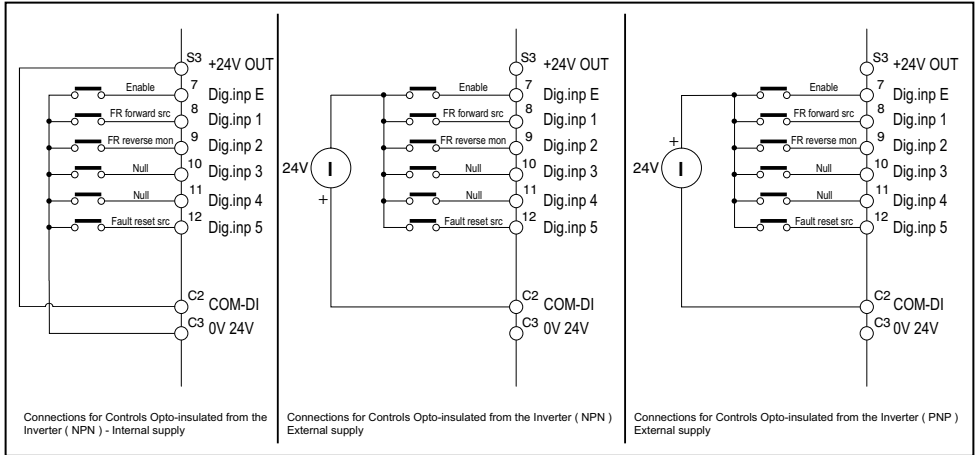 S3 +24V OUT
Enable 7 Dig.inp E
FR forward src 8 Dig.inp 1
FR reverse mon 9 Dig.inp 2
Null 10 Dig.inp 3
Null 11 Dig.inp 4
Fault reset src 12 Dig.inp 5
C2 COM-DI
C3 0V 24V
Connections for Controls Opto-insulated from the
Inverter ( NPN ) - Internal supply
S3 +24V OUT
Enable 7 Dig.inp E
FR forward src 8 Dig.inp 1
FR reverse mon 9 Dig.inp 2
24V I +
Null 10 Dig.inp 3
Null 11 Dig.inp 4
Fault reset src 12 Dig.inp 5
C2 COM-DI
C3 0V 24V
Connections for Controls Opto-insulated from the Inverter ( NPN )
External supply
S3 +24V OUT
Enable 7 Dig.inp E
FR forward src 8 Dig.inp 1
FR reverse mon 9 Dig.inp 2
+ 24V I
Null 10 Dig.inp 3
Null 11 Dig.inp 4
Fault reset src 12 Dig.inp 5
C2 COM-DI
C3 0V 24V
Connections for Controls Opto-insulated from the Inverter ( PNP )
External supply